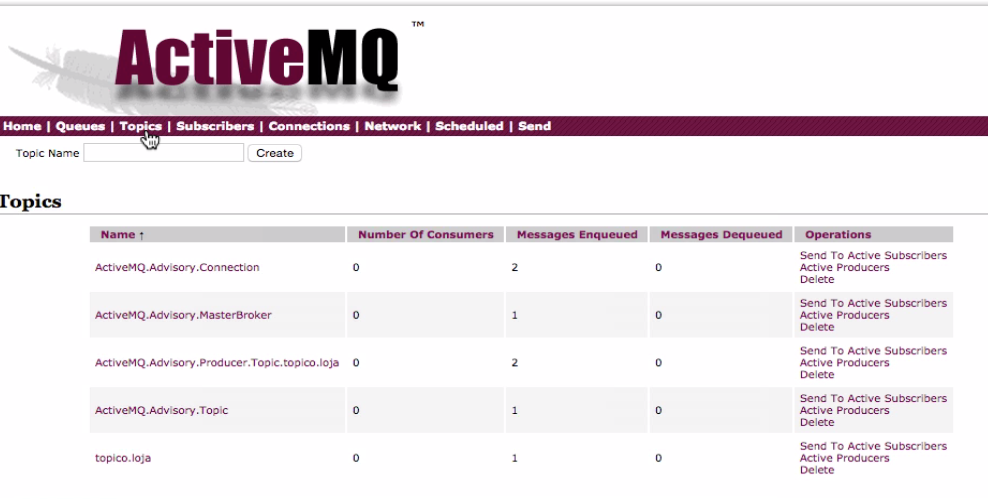 ActiveMQ™
Home | Queues | Topics | Subscribers | Connections | Network | Scheduled | Send
Topic Name Create
Topics
Name ↑ Number Of Consumers Messages Enqueued Messages Dequeued Operations
ActiveMQ.Advisory.Connection 0 2 0 Send To Active Subscribers
Active Producers
Delete
ActiveMQ.Advisory.MasterBroker 0 1 0 Send To Active Subscribers
Active Producers
Delete
ActiveMQ.Advisory.Producer.Topic.topico.loja 0 2 0 Send To Active Subscribers
Active Producers
Delete
ActiveMQ.Advisory.Topic 0 1 0 Send To Active Subscribers
Active Producers
Delete
topico.loja 0 1 0 Send To Active Subscribers
Active Producers
Delete